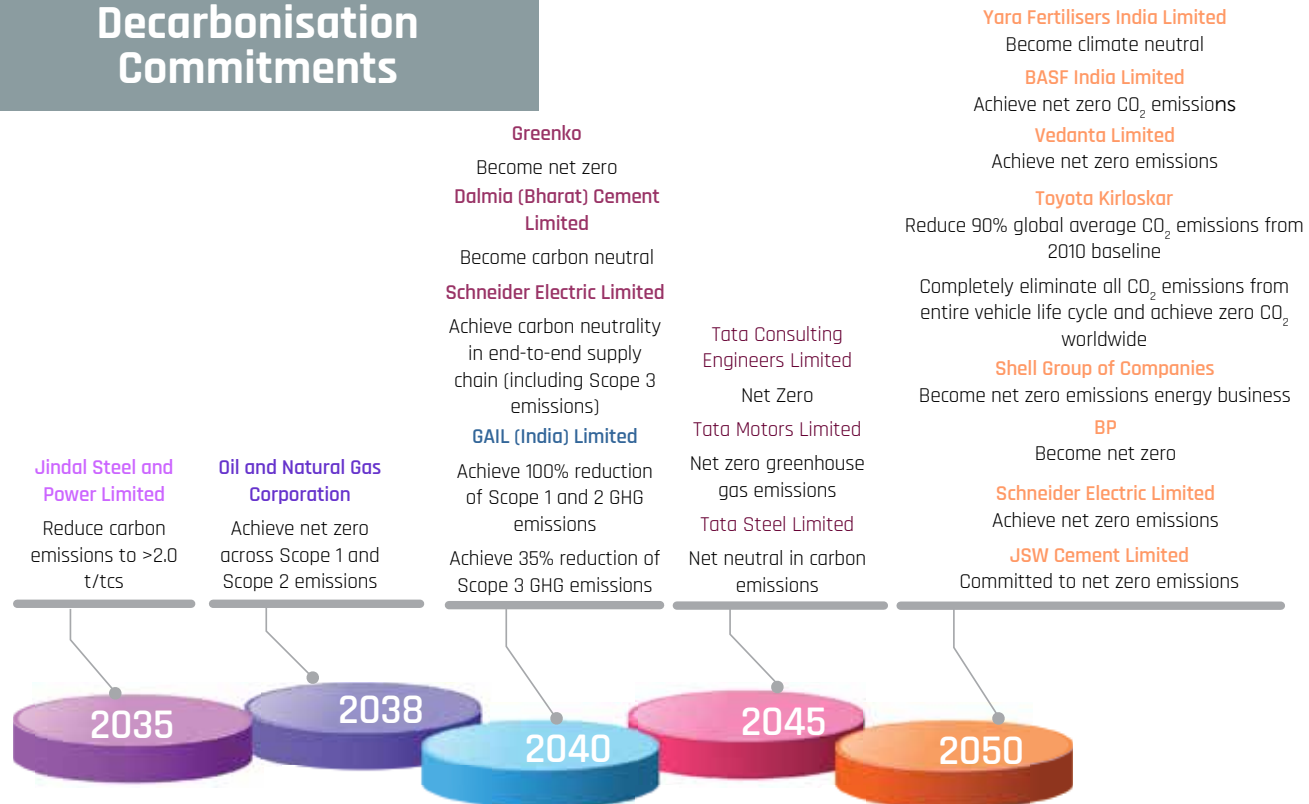 Decarbonisation
Commitments
Jindal Steel and
Power Limited
Reduce carbon
emissions to >2.0
t/tcs
Oil and Natural Gas
Corporation
Achieve net zero
across Scope 1 and
Scope 2 emissions
Greenko
Become net zero
Dalmia (Bharat) Cement
Limited
Become carbon neutral
Schneider Electric Limited
Achieve carbon neutrality
in end-to-end supply
chain (including Scope 3
emissions)
GAIL (India) Limited
Achieve 100% reduction
of Scope 1 and 2 GHG
emissions
Achieve 35% reduction of
Scope 3 GHG emissions
Tata Consulting
Engineers Limited
Net Zero
Tata Motors Limited
Net zero greenhouse
gas emissions
Tata Steel Limited
Net neutral in carbon
emissions
Yara Fertilisers India Limited
Become climate neutral
BASF India Limited
Achieve net zero CO₂ emissions
Vedanta Limited
Achieve net zero emissions
Toyota Kirloskar
Reduce 90% global average CO₂ emissions from
2010 baseline
Completely eliminate all CO₂ emissions from
entire vehicle life cycle and achieve zero CO₂
worldwide
Shell Group of Companies
Become net zero emissions energy business
BP
Become net zero
Schneider Electric Limited
Achieve net zero emissions
JSW Cement Limited
Committed to net zero emissions
2035
2038
2040
2045
2050